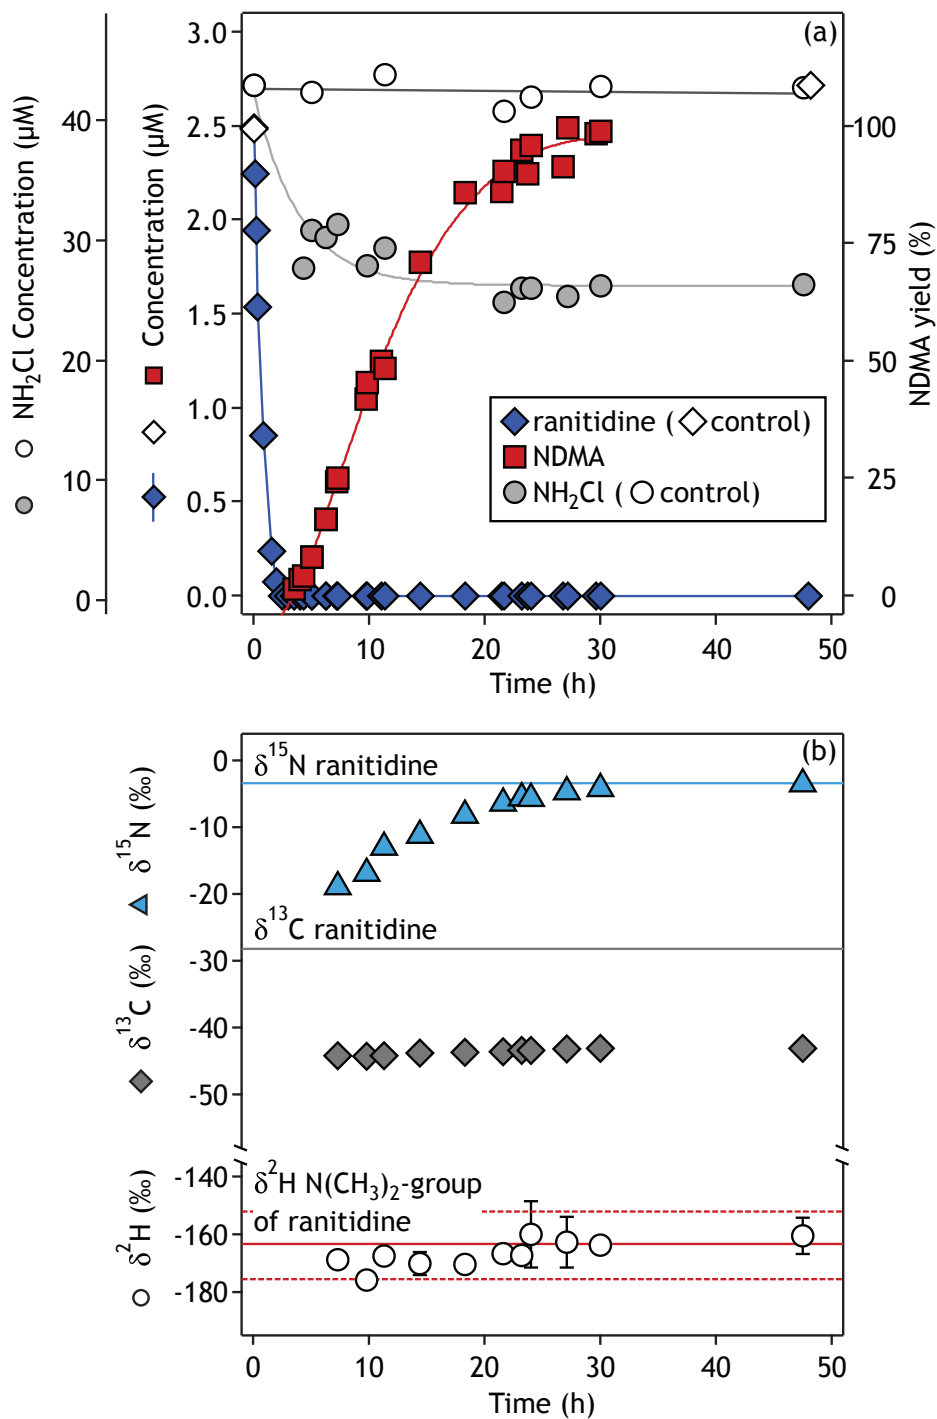 (a)
NH₂Cl Concentration (µM)
40
30
20
10
0
Concentration (µM)
3.0
2.5
2.0
1.5
1.0
0.5
0.0
ranitidine ( control)
NDMA
NH₂Cl ( control)
NDMA yield (%)
100
75
50
25
0
0 10 20 30 40 50
Time (h)
(b)
δ¹⁵N ranitidine
δ¹³C ranitidine
δ²H N(CH₃)₂-group
of ranitidine
δ¹⁵N (‰)
δ¹³C (‰)
δ²H (‰)
0
-10
-20
-30
-40
-50
-140
-160
-180
0 10 20 30 40 50
Time (h)